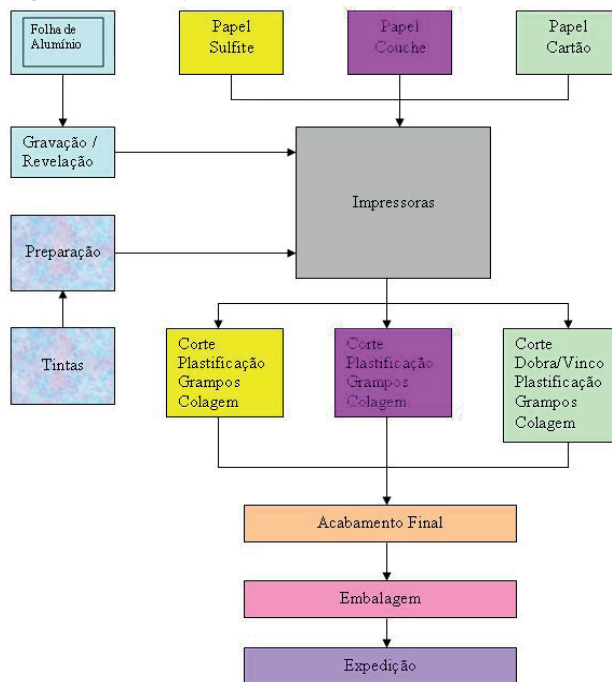 Folha de
Alumínio
Papel
Sulfite
Papel
Couche
Papel
Cartão
Gravação /
Revelação
Impressoras
Preparação
Tintas
Corte
Plastificação
Grampos
Colagem
Corte
Plastificação
Grampos
Colagem
Corte
Dobra/Vinco
Plastificação
Grampos
Colagem
Acabamento Final
Embalagem
Expedição